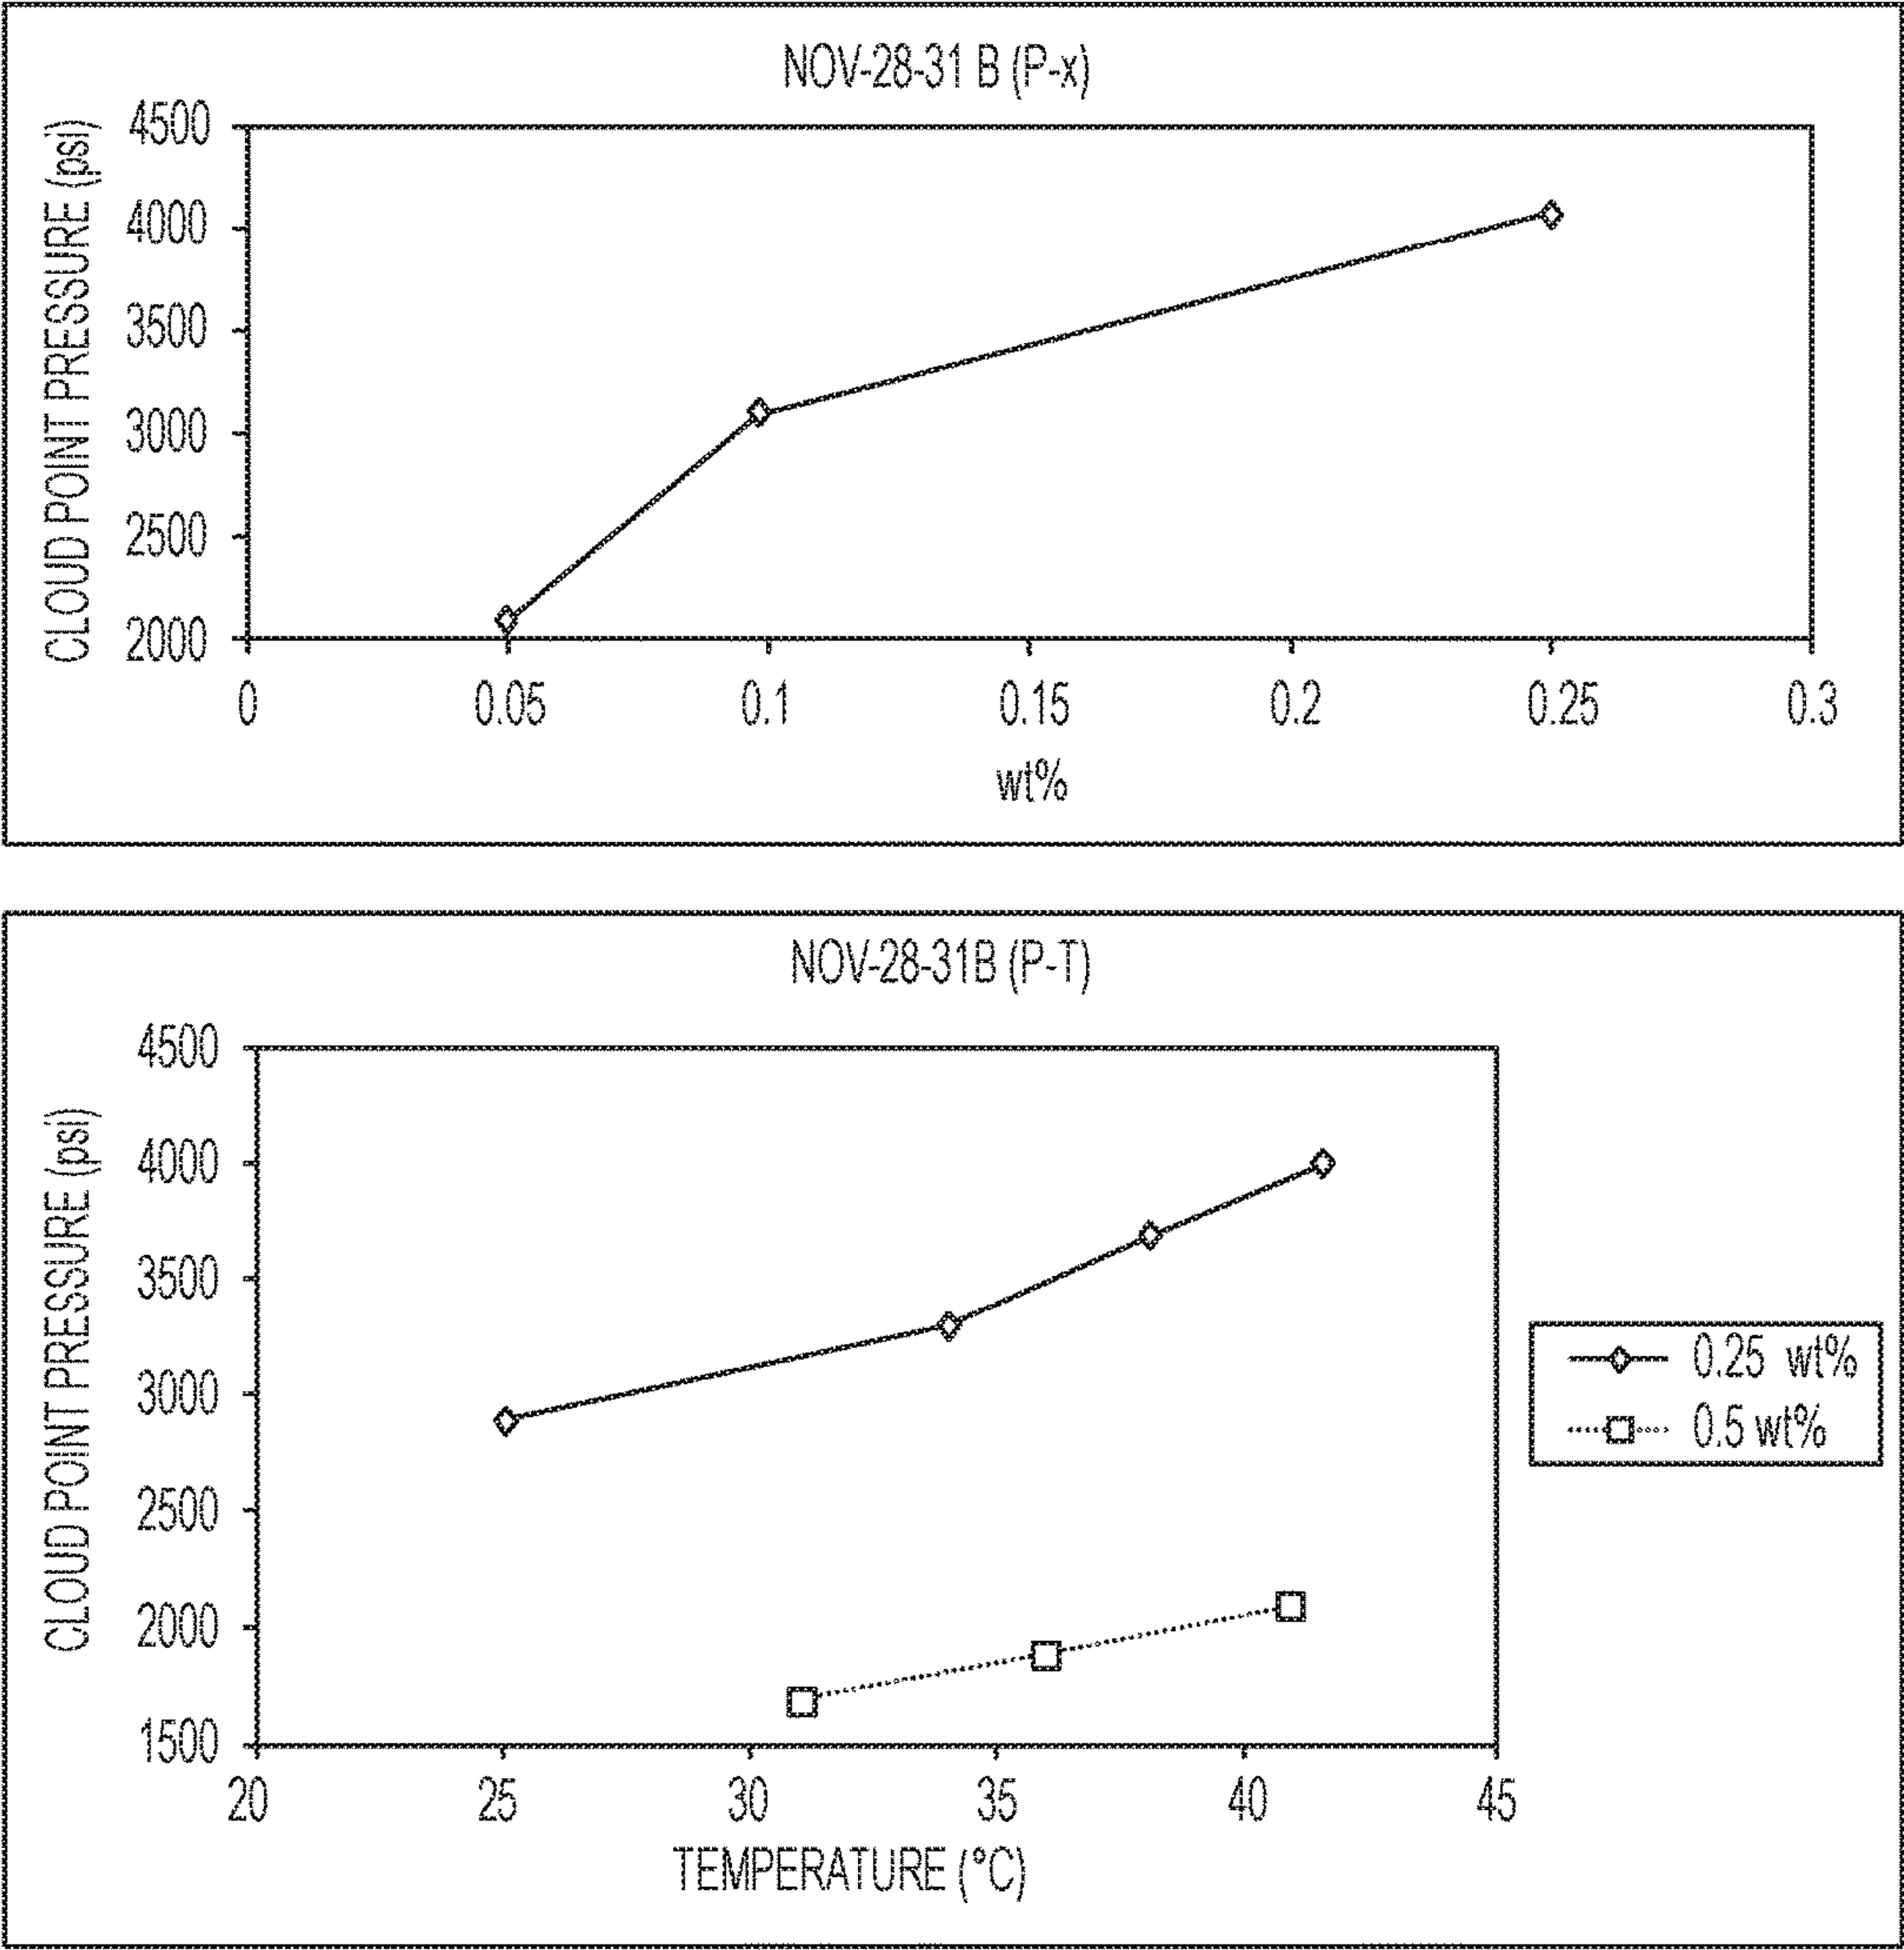 NOV-28-31 B (P-x)
CLOUD POINT PRESSURE (psi)
4500
4000
3500
3000
2500
2000
0 0.05 0.1 0.15 0.2 0.25 0.3
wt%
NOV-28-31B (P-T)
CLOUD POINT PRESSURE (psi)
4500
4000
3500
3000
2500
2000
1500
20 25 30 35 40 45
TEMPERATURE (°C)
0.25 wt%
0.5 wt%